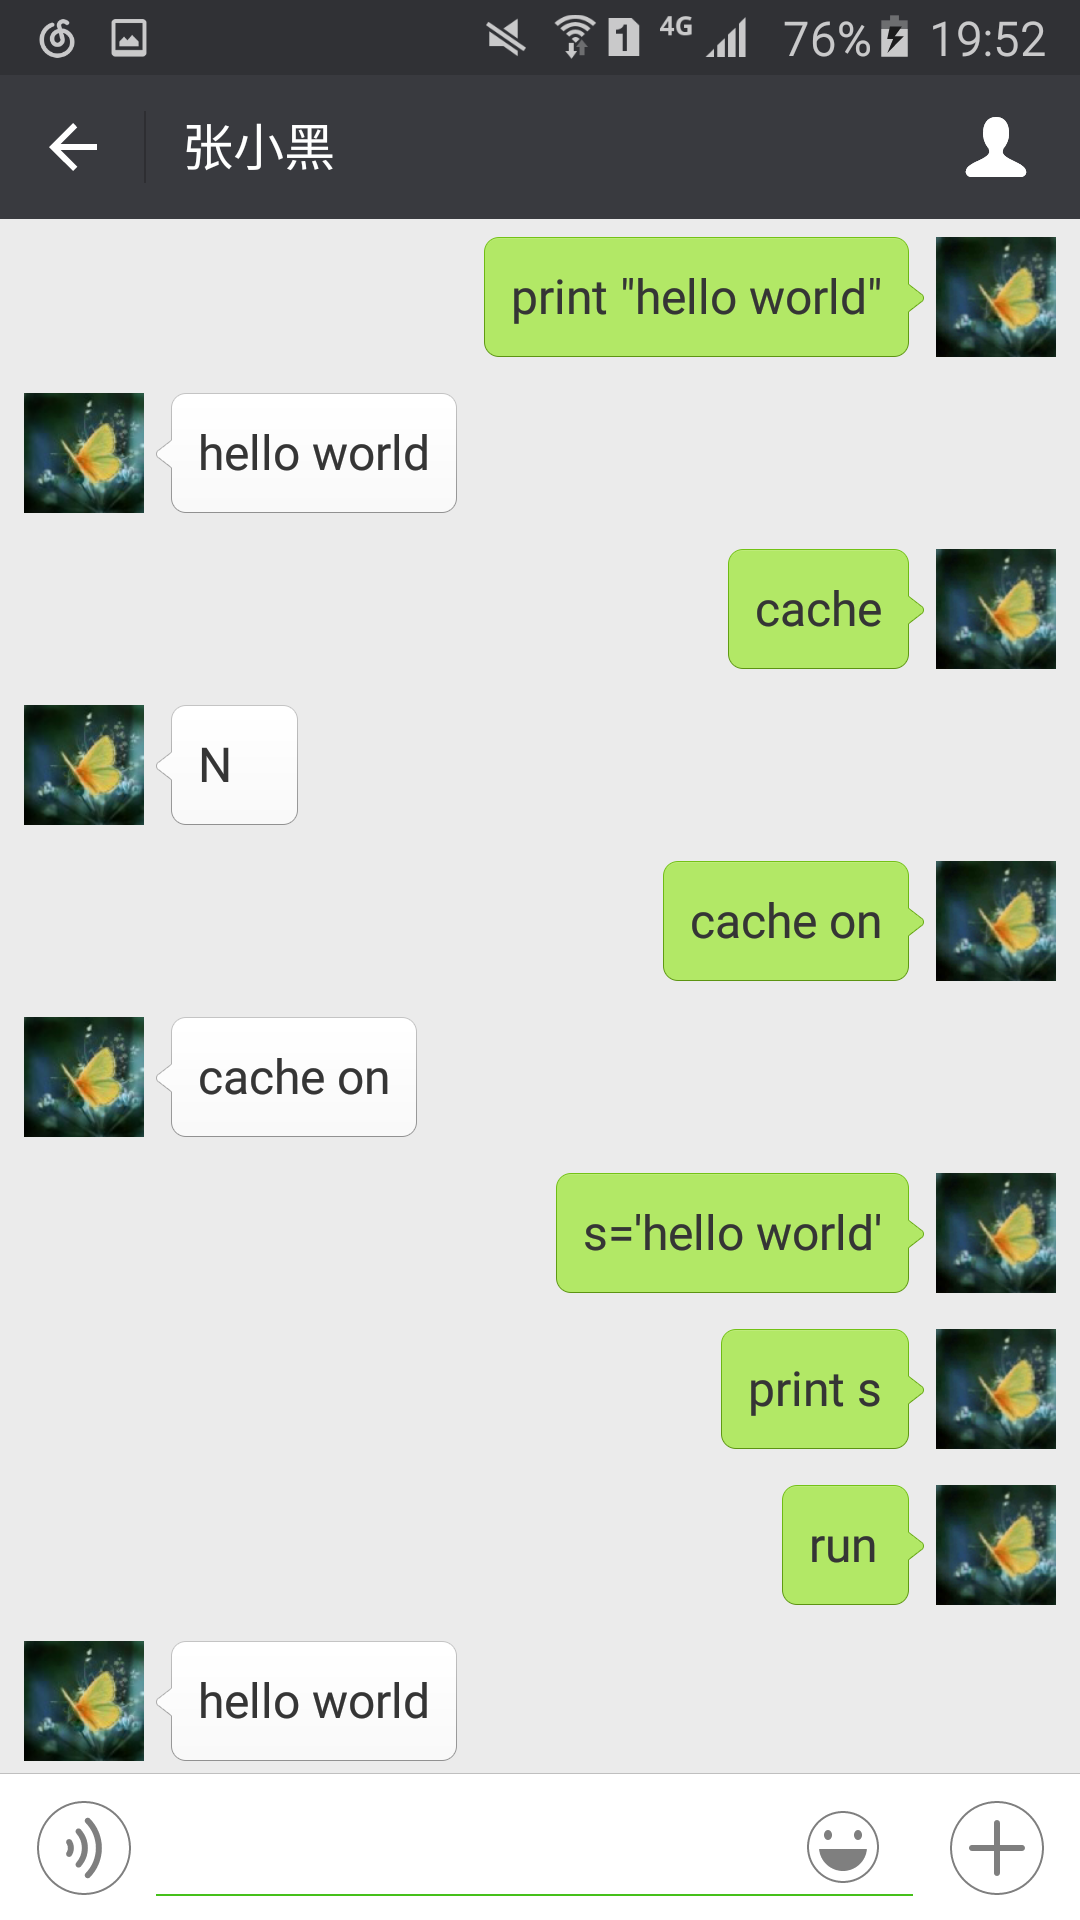 1 4G 76% 19:52
张小黑
print "hello world"
hello world
cache
N
cache on
cache on
s='hello world'
print s
run
hello world